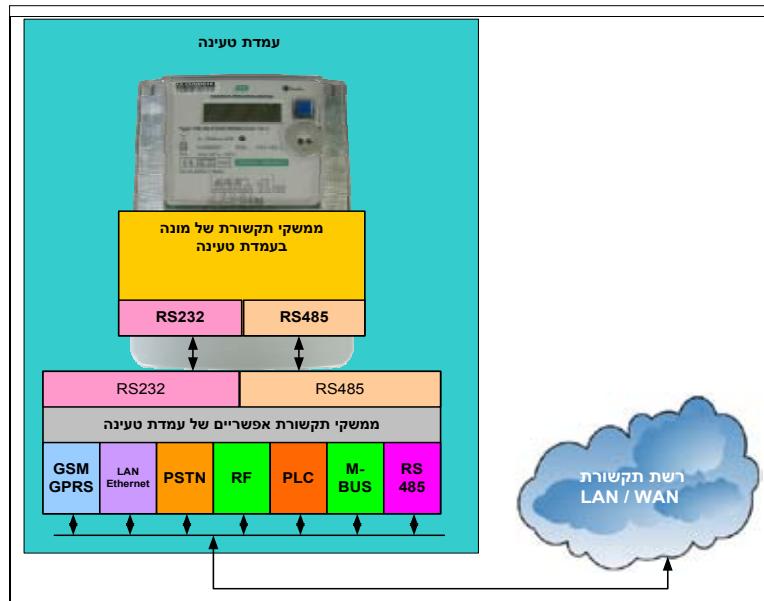 עמדת טעינה
ממשקי תקשורת של מונה
בעמדת טעינה
RS232
RS485
RS232
RS485
ממשקי תקשורת אפשריים של עמדת טעינה
GSM
GPRS
LAN
Ethernet
PSTN
RF
PLC
M-
BUS
RS
485
רשת תקשורת
LAN / WAN